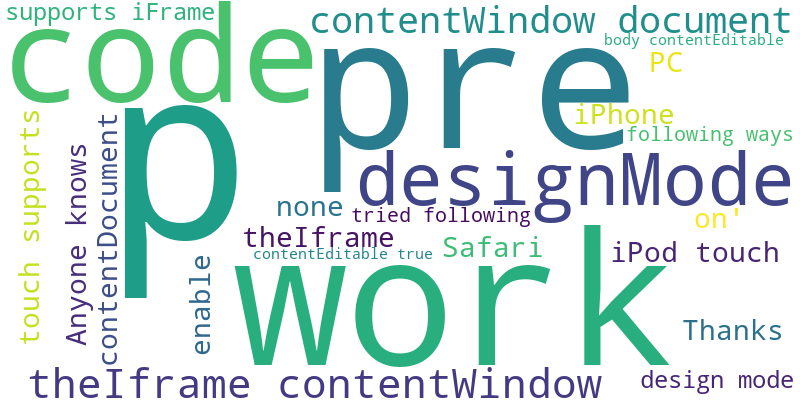 supports iFrame
contentWindow document
code
pre
body contentEditable
PC
iPhone
following ways
p
touch supports
Anyone knows
contentDocument
designMode
none
tried following
on'
theIframe
contentEditable true
Safari
iPod touch
enable
work
Thanks
theIframe contentWindow
design mode